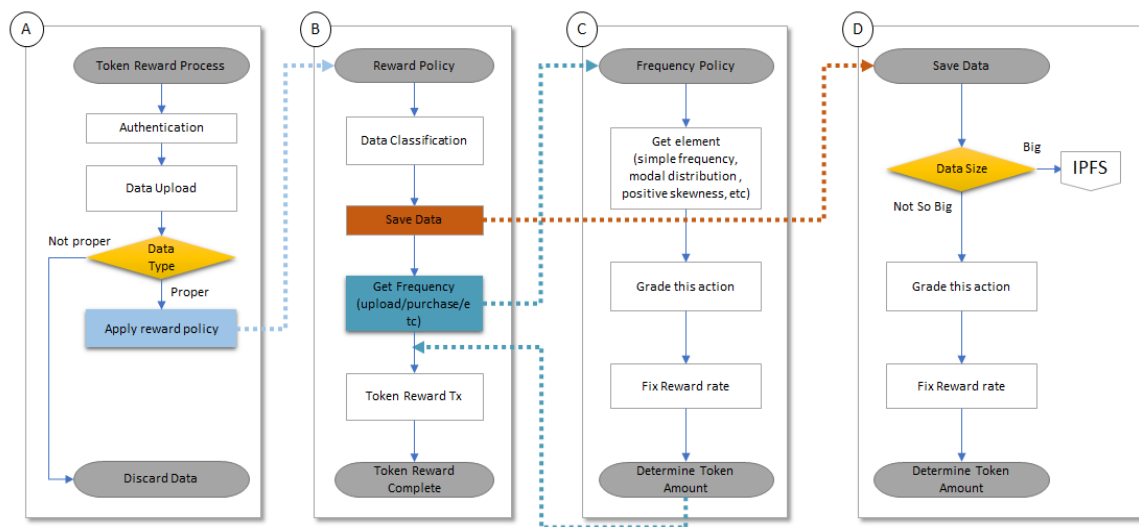 A
Token Reward Process
Authentication
Data Upload
Not proper
Data
Type
Proper
Apply reward policy
Discard Data
B
Reward Policy
Data Classification
Save Data
Get Frequency
(upload/purchase/e
tc)
Token Reward Tx
Token Reward
Complete
C
Frequency Policy
Get element
(simple frequency,
modal distribution ,
positive skewness, etc)
Grade this action
Fix Reward rate
Determine Token
Amount
D
Save Data
Big
Data Size
IPFS
Not So Big
Grade this action
Fix Reward rate
Determine Token
Amount